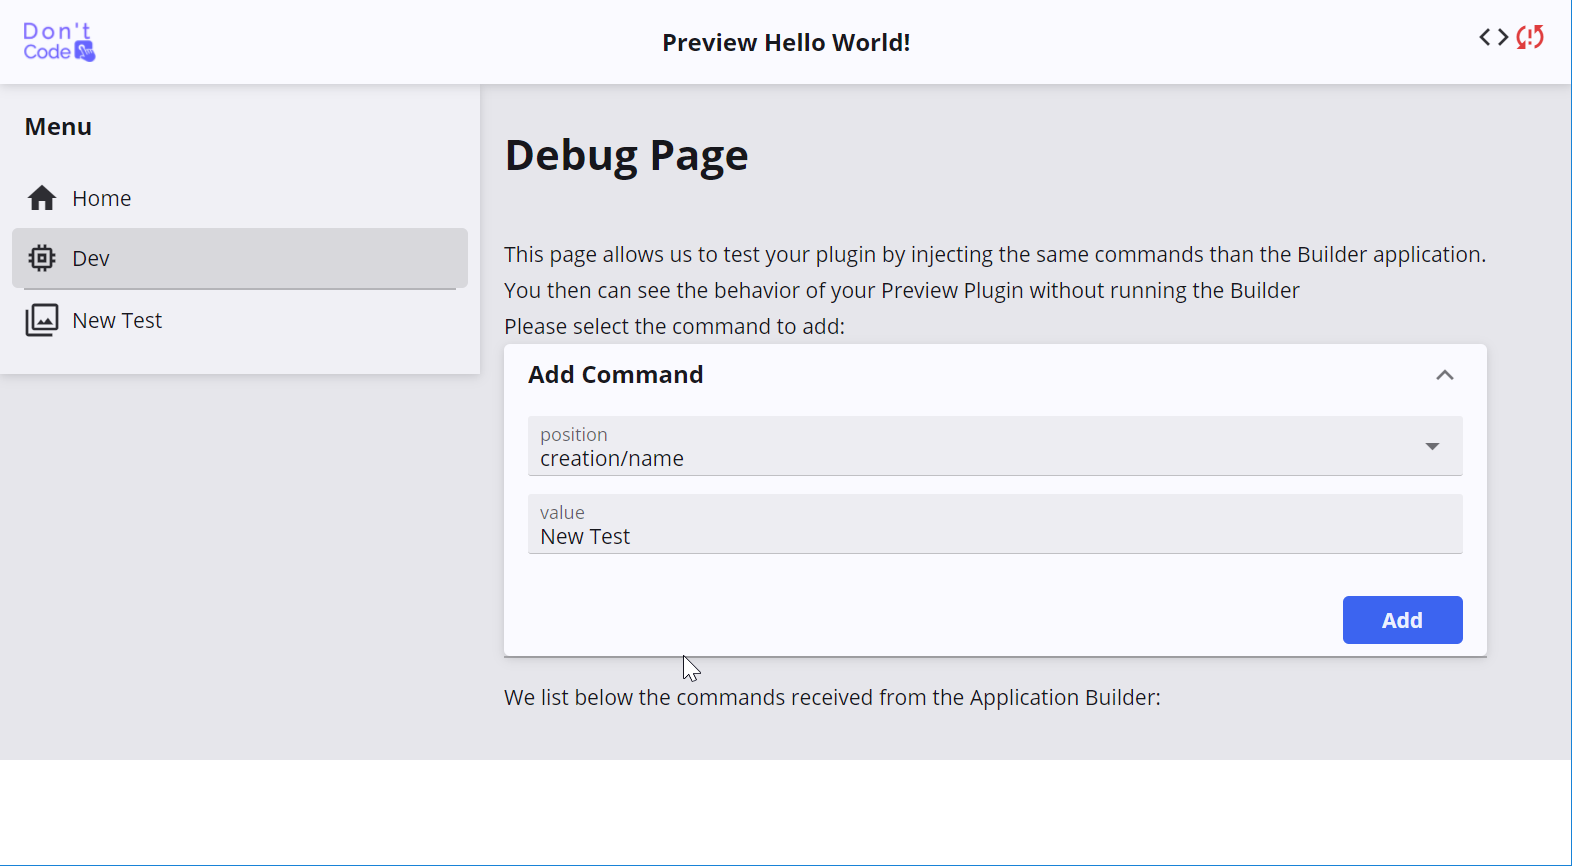 Don't
Code
Preview Hello World!
Menu
Home
Dev
New Test
Debug Page
This page allows us to test your plugin by injecting the same commands than the Builder application.
You then can see the behavior of your Preview Plugin without running the Builder
Please select the command to add:
Add Command
position
creation/name
value
New Test
Add
We list below the commands received from the Application Builder: